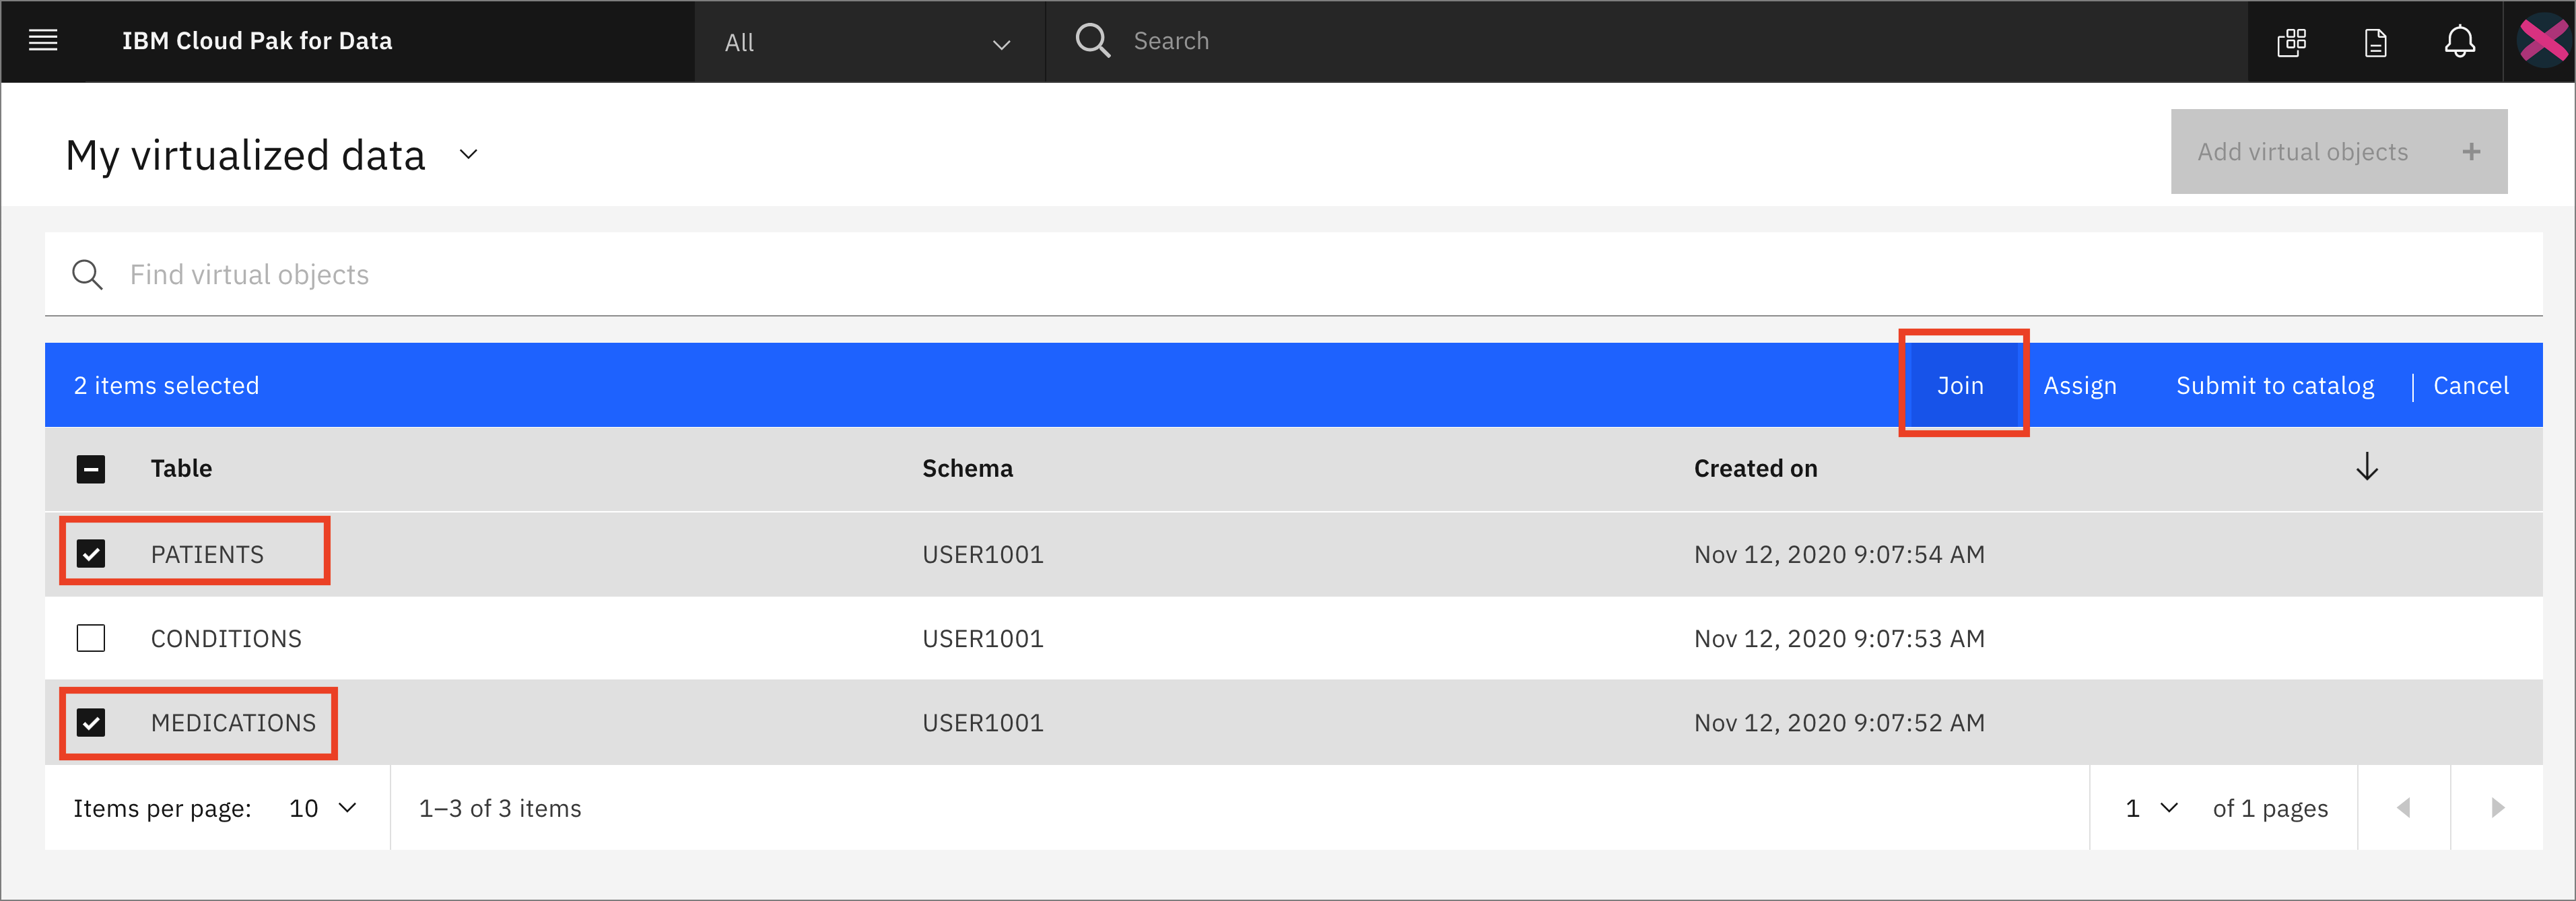 IBM Cloud Pak for Data All Search
My virtualized data Add virtual objects +
Find virtual objects
2 items selected Join Assign Submit to catalog | Cancel
Table Schema Created on
PATIENTS USER1001 Nov 12, 2020 9:07:54 AM
CONDITIONS USER1001 Nov 12, 2020 9:07:53 AM
MEDICATIONS USER1001 Nov 12, 2020 9:07:52 AM
Items per page: 10 1–3 of 3 items 1 of 1 pages